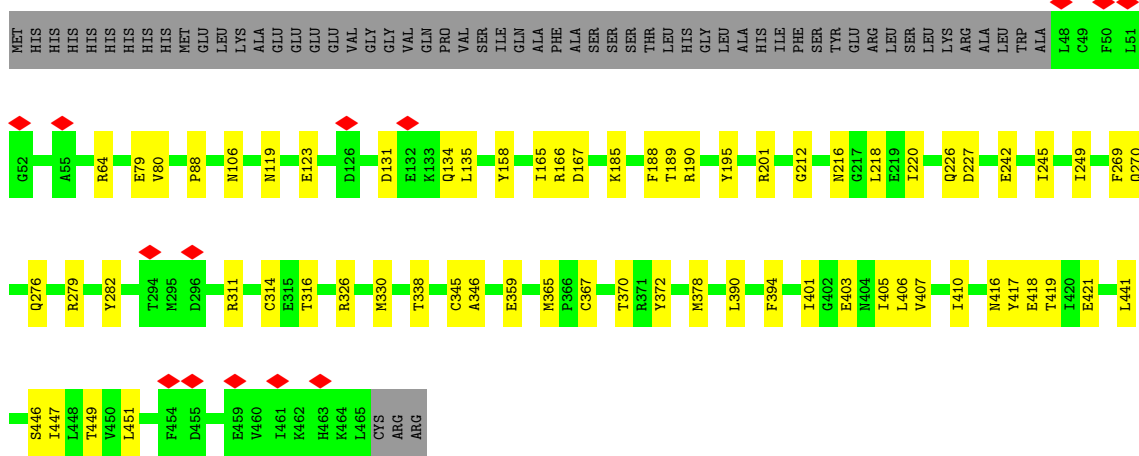 MET HIS HIS HIS HIS HIS HIS HIS HIS MET GLU LEU LYS ALA GLU GLU GLU GLU VAL GLY GLY VAL GLN PRO VAL SER ILE GLN ALA PHE ALA SER SER SER THR LEU HIS GLY LEU ALA HIS ILE PHE SER TYR GLU ARG LEU SER LEU LYS ARG ALA LEU TRP ALA L48 C49 F50 L51
G52 A55 R64 E79 V80 P88 N106 N119 E123 D126 D131 E132 K133 Q134 L135 Y158 I165 R166 D167 K185 F188 T189 R190 Y195 R201 G212 N216 G217 L218 E219 I220 Q226 D227 E242 I245 I249 F269 Q270
Q276 R279 Y282 T294 M295 D296 R311 C314 E315 T316 R326 M330 T338 C345 A346 E359 M365 P366 C367 T370 R371 Y372 M378 L390 F394 I401 G402 E403 N404 I405 L406 V407 I410 N416 Y417 E418 T419 I420 E421 L441
S446 I447 L448 T449 V450 L451 F454 D455 E459 V460 I461 K462 H463 K464 L465 CYS ARG ARG